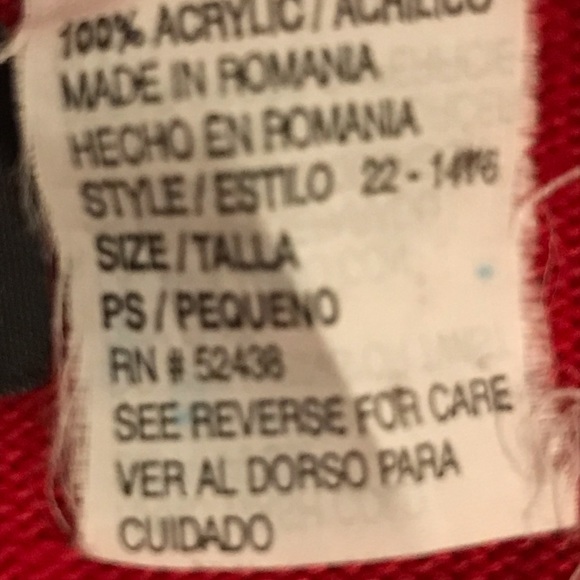 100% ACRYLIC / ACRILICO
MADE IN ROMANIA
HECHO EN ROMANIA
STYLE / ESTILO 22 -
SIZE / TALLA
PS / PEQUENO
RN # 52438
SEE REVERSE FOR CARE
VER AL DORSO PARA
CUIDADO